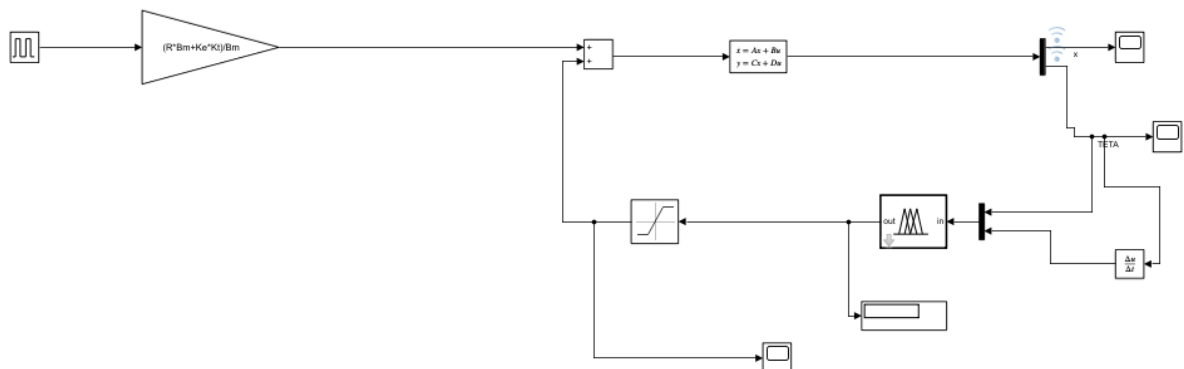 (R*Bm+Ke*Kt)/Bm
+
+
ẋ = Ax + Bu
y = Cx + Du
x
TETA
out
in
Δu
Δt